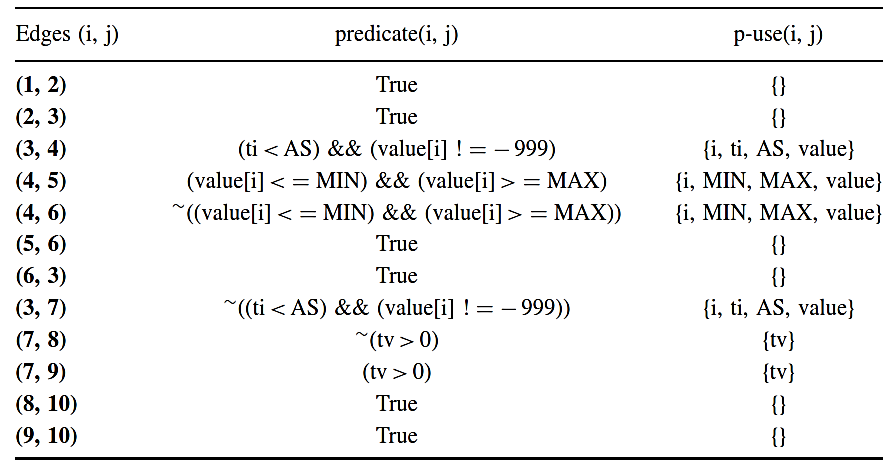 Edges (i, j) predicate(i, j) p-use(i, j)
(1, 2) True {}
(2, 3) True {}
(3, 4) (ti < AS) && (value[i] ! = − 999) {i, ti, AS, value}
(4, 5) (value[i] < = MIN) && (value[i] > = MAX) {i, MIN, MAX, value}
(4, 6) ~((value[i] < = MIN) && (value[i] > = MAX)) {i, MIN, MAX, value}
(5, 6) True {}
(6, 3) True {}
(3, 7) ~((ti < AS) && (value[i] ! = − 999)) {i, ti, AS, value}
(7, 8) ~(tv > 0) {tv}
(7, 9) (tv > 0) {tv}
(8, 10) True {}
(9, 10) True {}